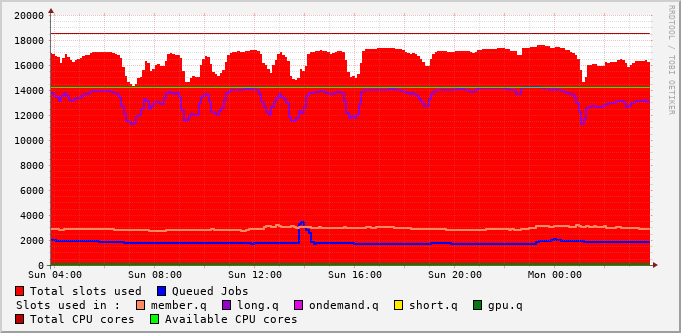 20000
18000
16000
14000
12000
10000
8000
6000
4000
2000
0
Sun 04:00 Sun 08:00 Sun 12:00 Sun 16:00 Sun 20:00 Mon 00:00
RRDTOOL / TOBI OETIKER
Total slots used Queued Jobs
Slots used in : member.q long.q ondemand.q short.q gpu.q
Total CPU cores Available CPU cores